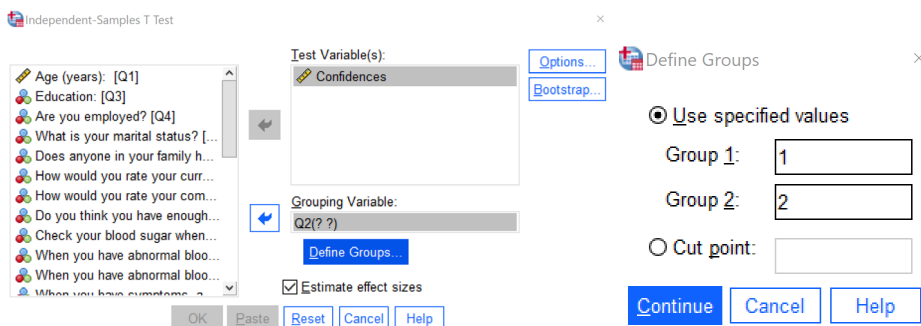 Independent-Samples T Test
Test Variable(s):
Confidences
Options...
Bootstrap...
Age (years): [Q1]
Education: [Q3]
Are you employed? [Q4]
What is your marital status? [...
Does anyone in your family h...
How would you rate your curr...
How would you rate your com...
Do you think you have enough...
Check your blood sugar when...
When you have abnormal bloo...
When you have abnormal bloo...
When you have symptoms, a
Grouping Variable:
Q2(? ?)
Define Groups...
Estimate effect sizes
OK
Paste
Reset
Cancel
Help
Define Groups
Use specified values
Group 1:
1
Group 2:
2
Cut point:
Continue
Cancel
Help